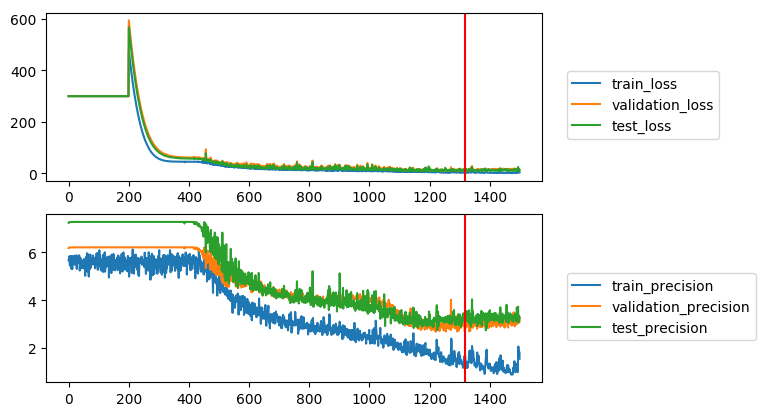 600
400
200
0
0 200 400 600 800 1000 1200 1400
train_loss
validation_loss
test_loss
6
4
2
0 200 400 600 800 1000 1200 1400
train_precision
validation_precision
test_precision